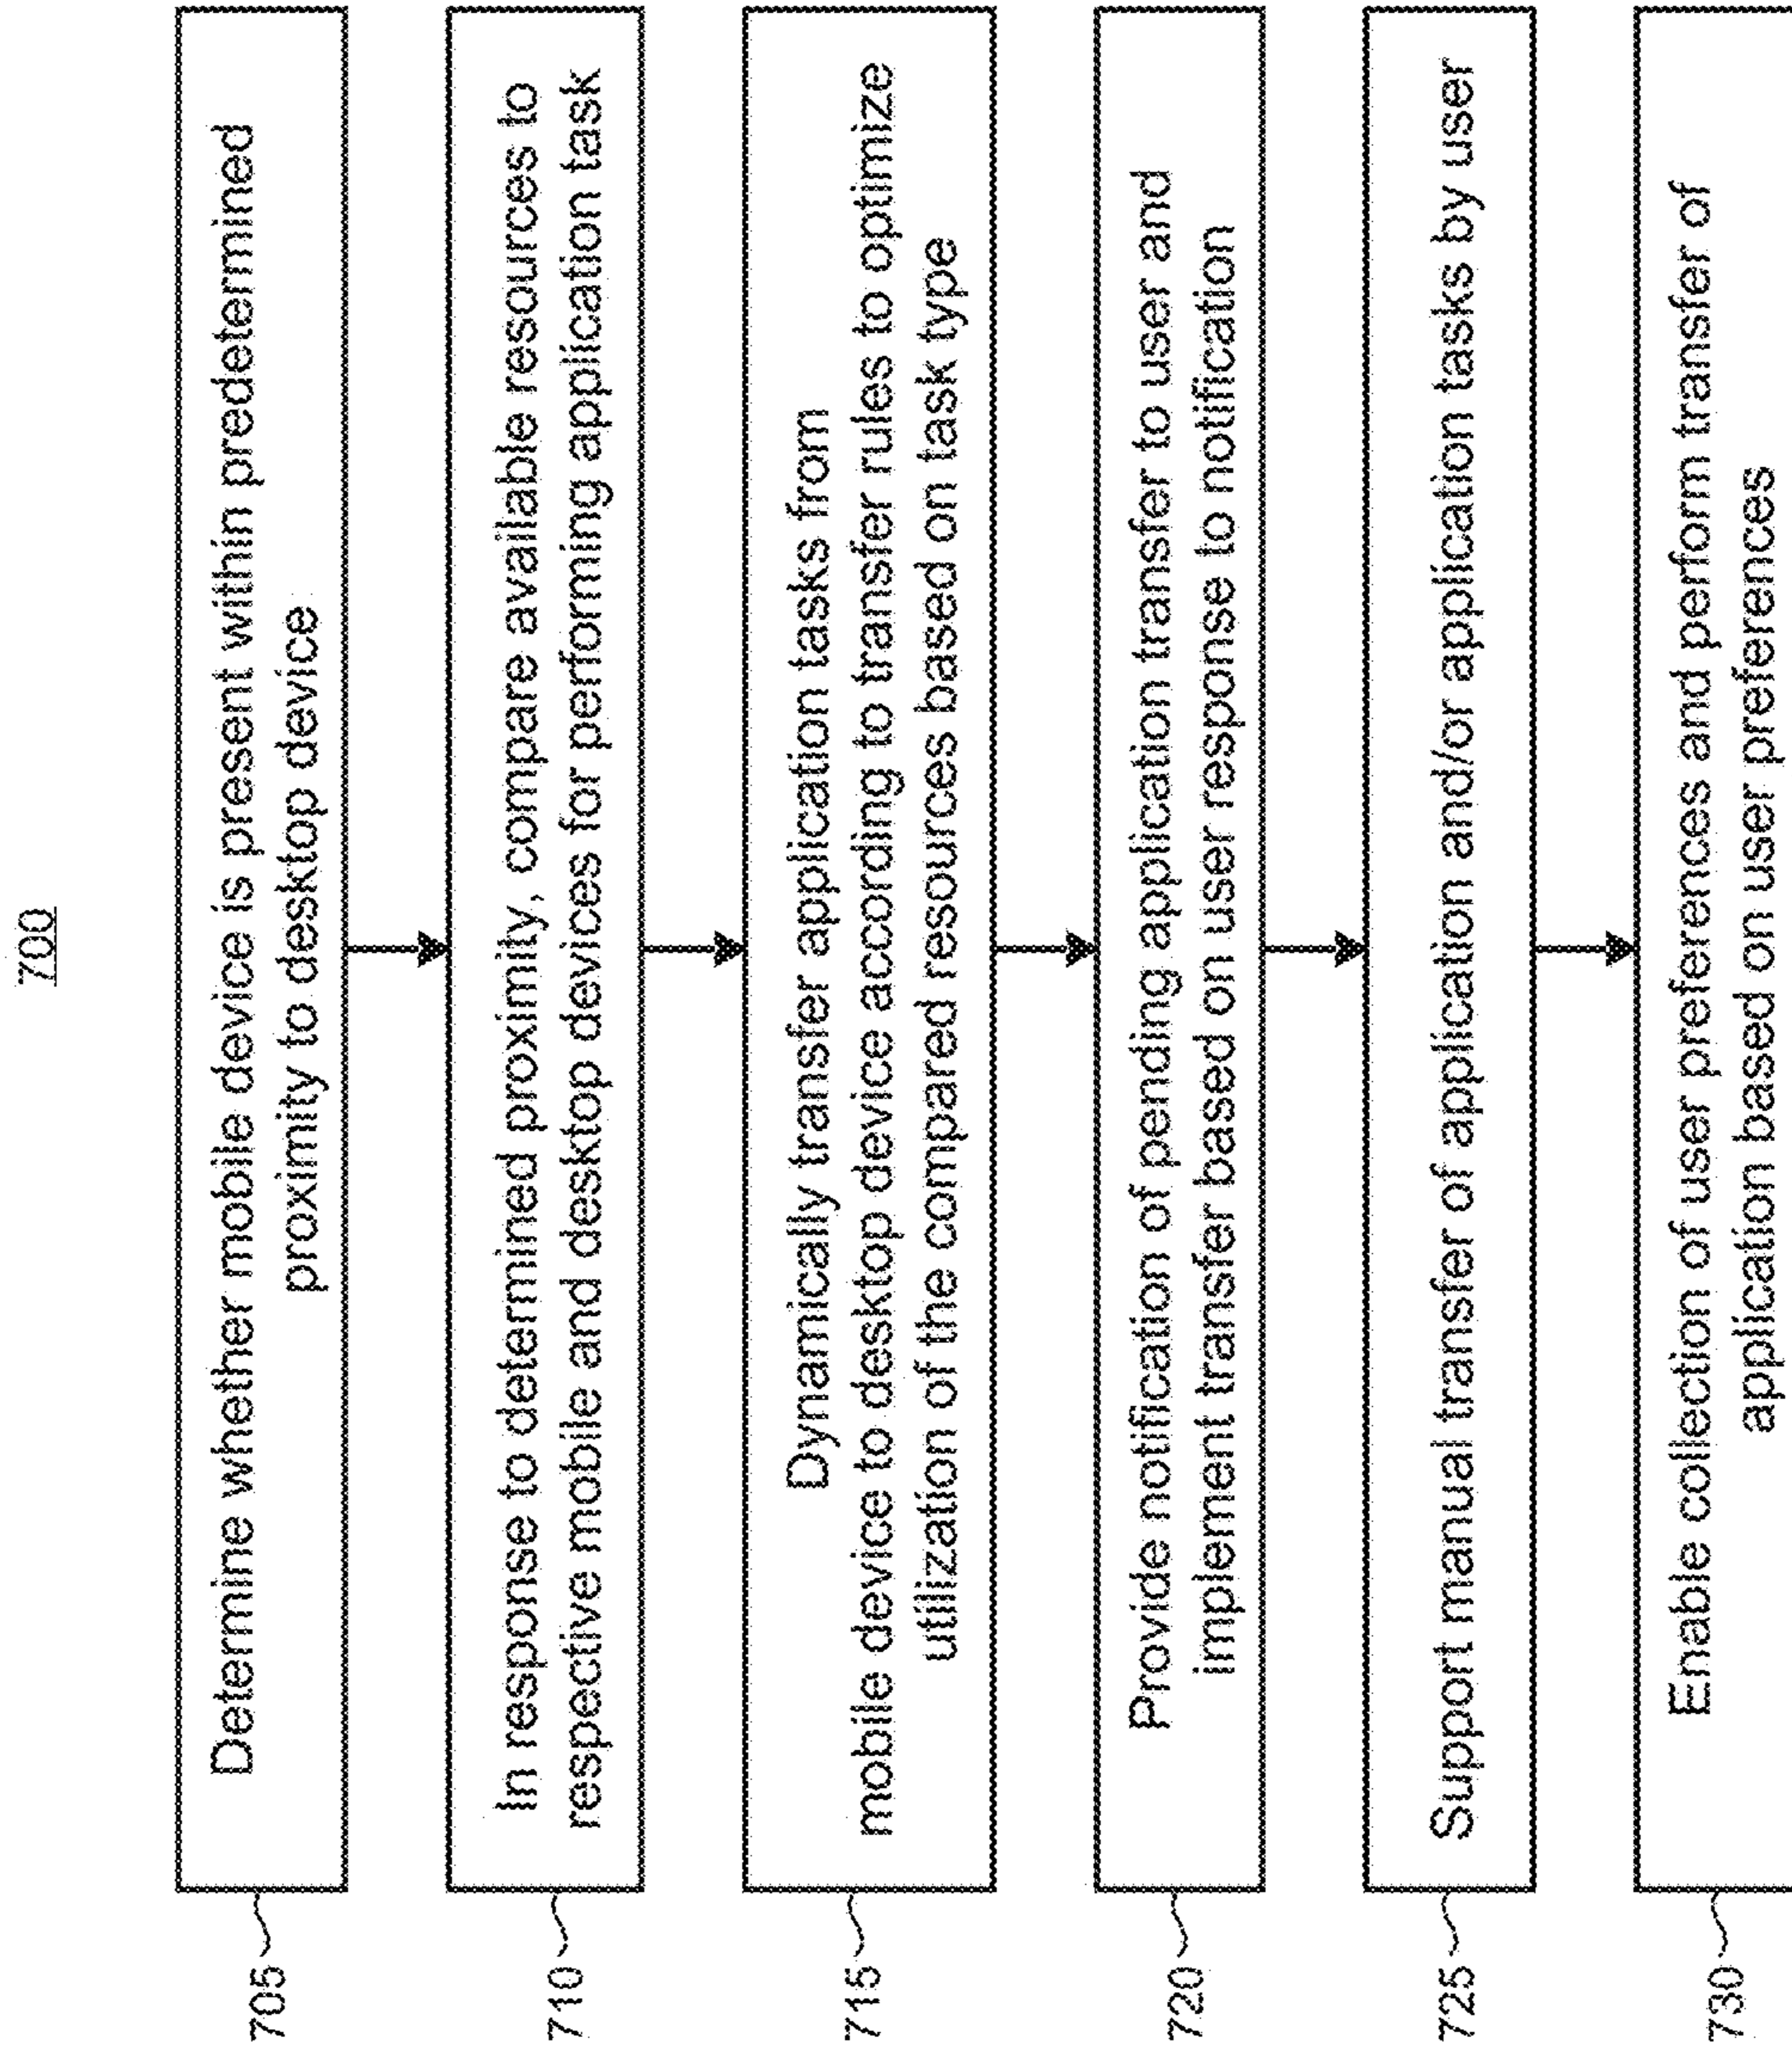 700
705
Determine whether mobile device is present within predetermined
proximity to desktop device
710
In response to determined proximity, compare available resources to
respective mobile and desktop devices for performing application task
715
Dynamically transfer application tasks from
mobile device to desktop device according to transfer rules to optimize
utilization of the compared resources based on task type
720
Provide notification of pending application transfer to user and
implement transfer based on user response to notification
725
Support manual transfer of application and/or application tasks by user
730
Enable collection of user preferences and perform transfer of
application based on user preferences